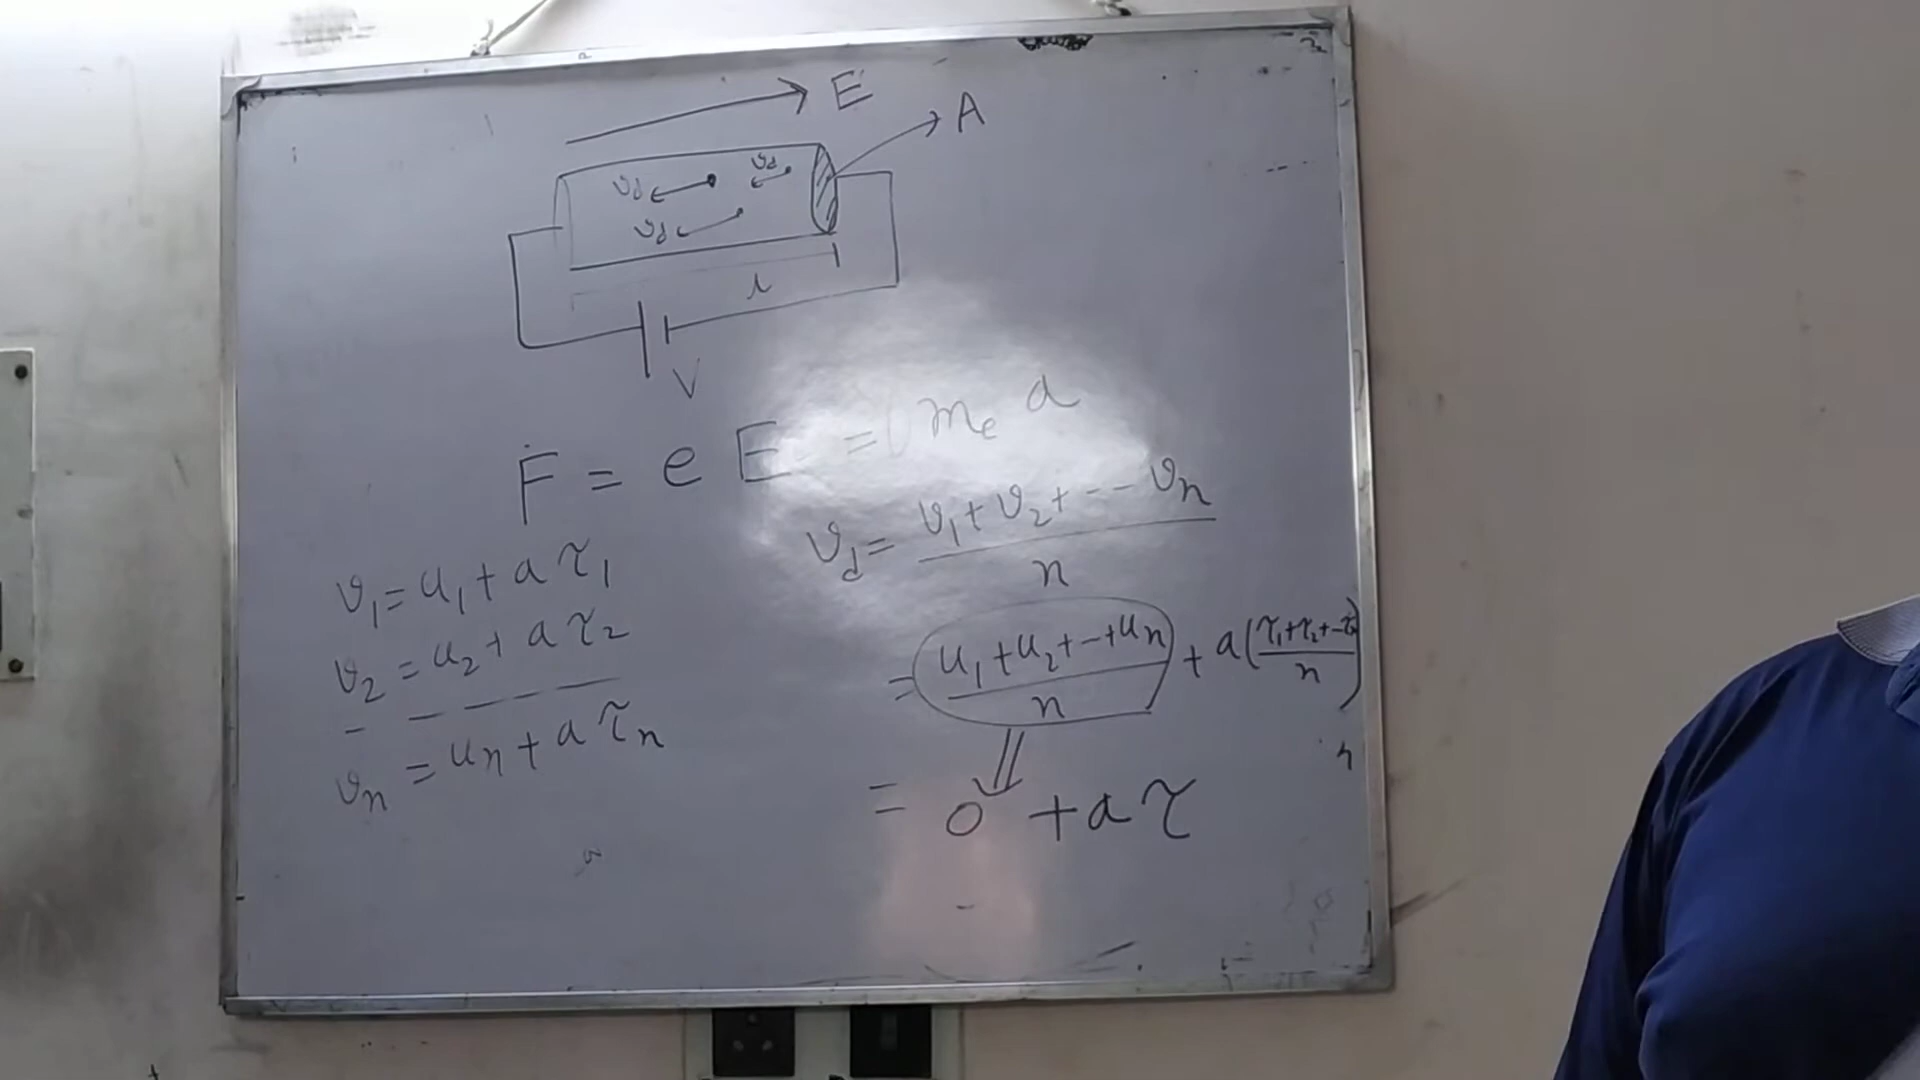 E
A
v_d v_d
v_d
l
V
F = e E = m_e a
v_d = v_1 + v_2 + --- v_n / n
v_1 = u_1 + a τ_1
v_2 = u_2 + a τ_2
- - - -
v_n = u_n + a τ_n
= u_1 + u_2 + -- + u_n / n + a ( τ_1 + τ_2 + -- τ_n / n )
= 0 + a τ